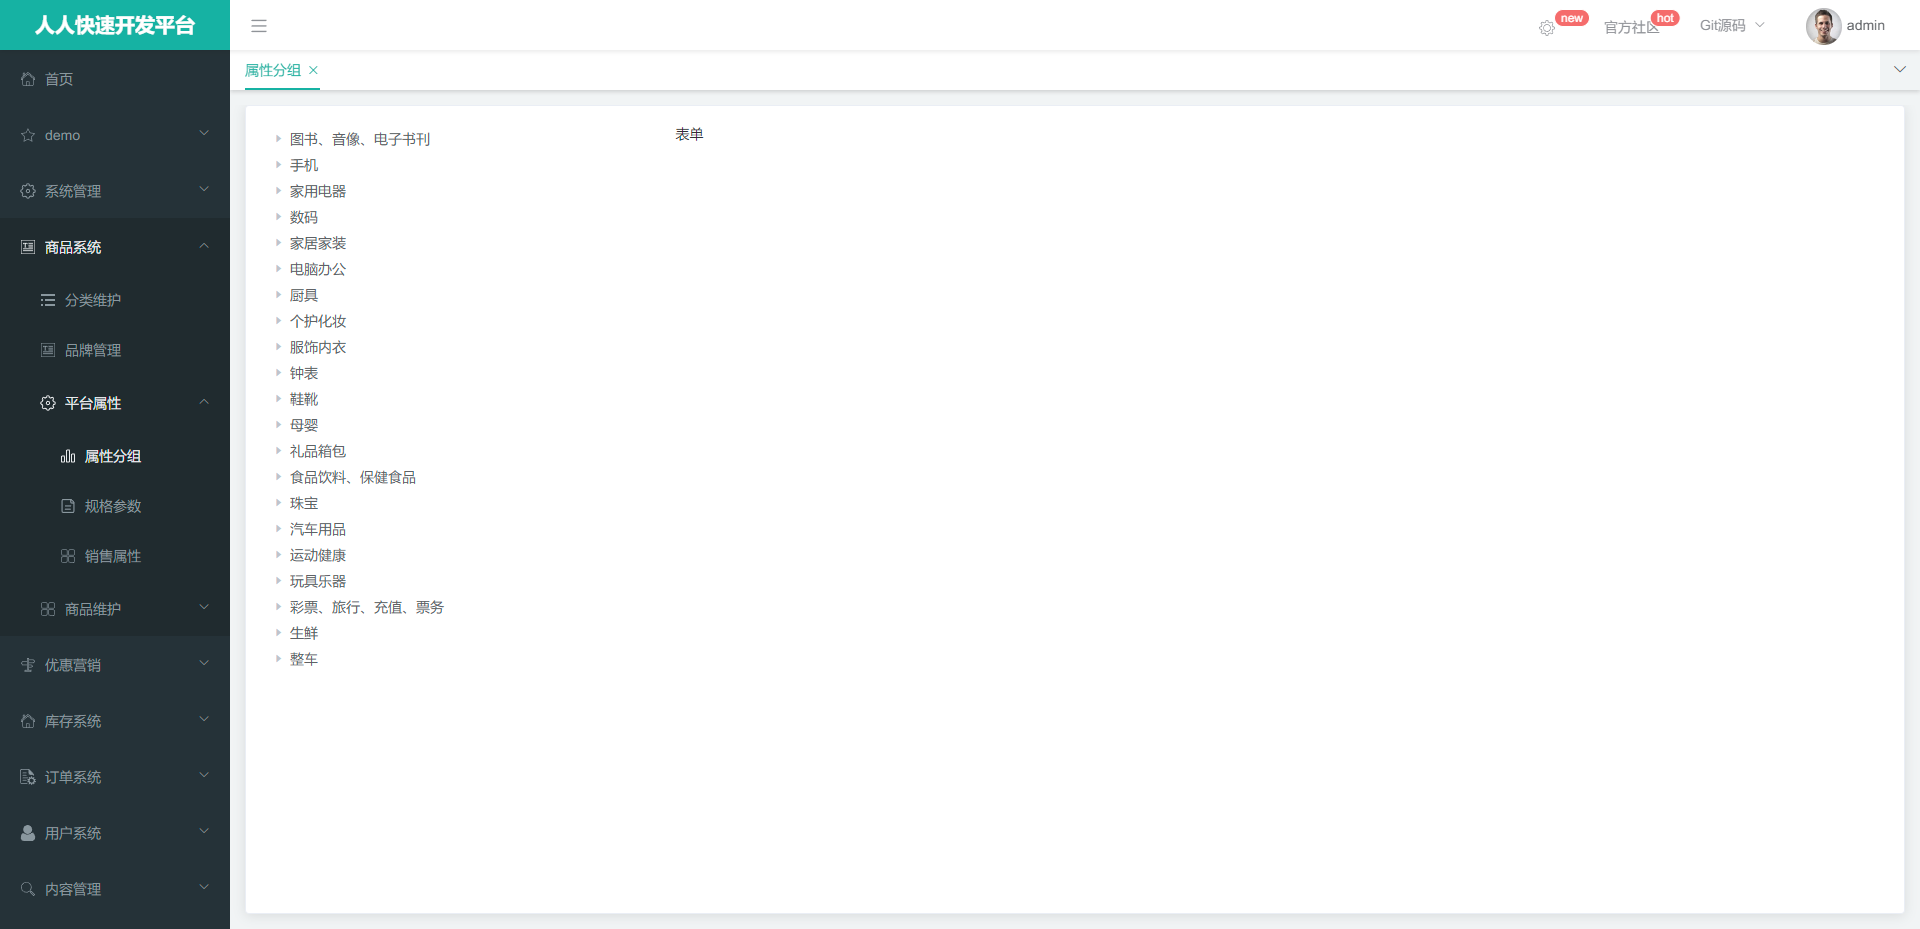 人人快速开发平台
new
官方社区
hot
Git源码
admin
首页
demo
系统管理
商品系统
分类维护
品牌管理
平台属性
属性分组
规格参数
销售属性
商品维护
优惠营销
库存系统
订单系统
用户系统
内容管理
属性分组
图书、音像、电子书刊
手机
家用电器
数码
家居家装
电脑办公
厨具
个护化妆
服饰内衣
钟表
鞋靴
母婴
礼品箱包
食品饮料、保健食品
珠宝
汽车用品
运动健康
玩具乐器
彩票、旅行、充值、票务
生鲜
整车
表单